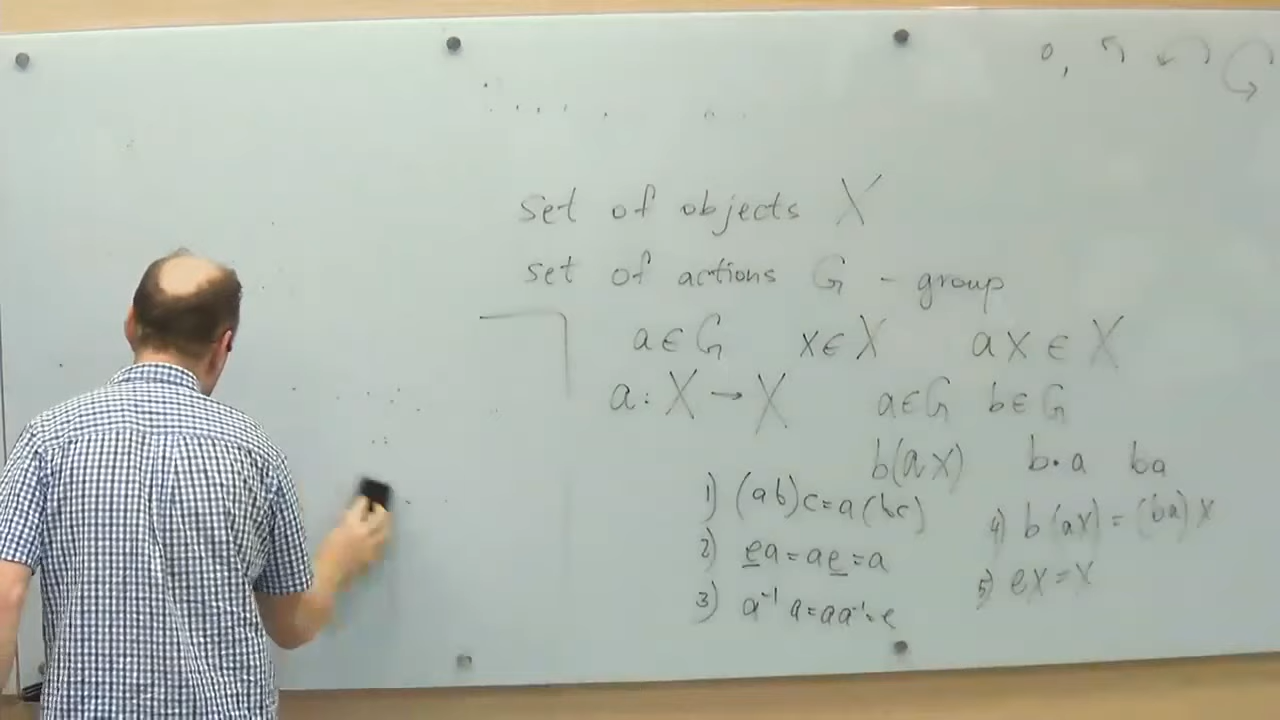 set of objects X
set of actions G - group
a∈G x∈X ax∈X
a: X → X a∈G b∈G
b(ax) b·a ba
1) (ab)c=a(bc)
2) ea=ae=a
3) a⁻¹a=aa⁻¹=e
4) b(ax)=(ba)x
5) ex=x